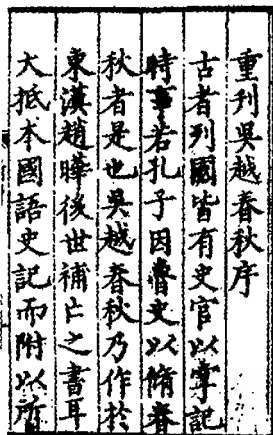 重刊吳越春秋序
古者列國皆有史官以掌記
時事若孔子因魯史以脩春
秋者是也吳越春秋乃作於
東漢趙曄後世補亡之書耳
大抵本國語史記而附以所